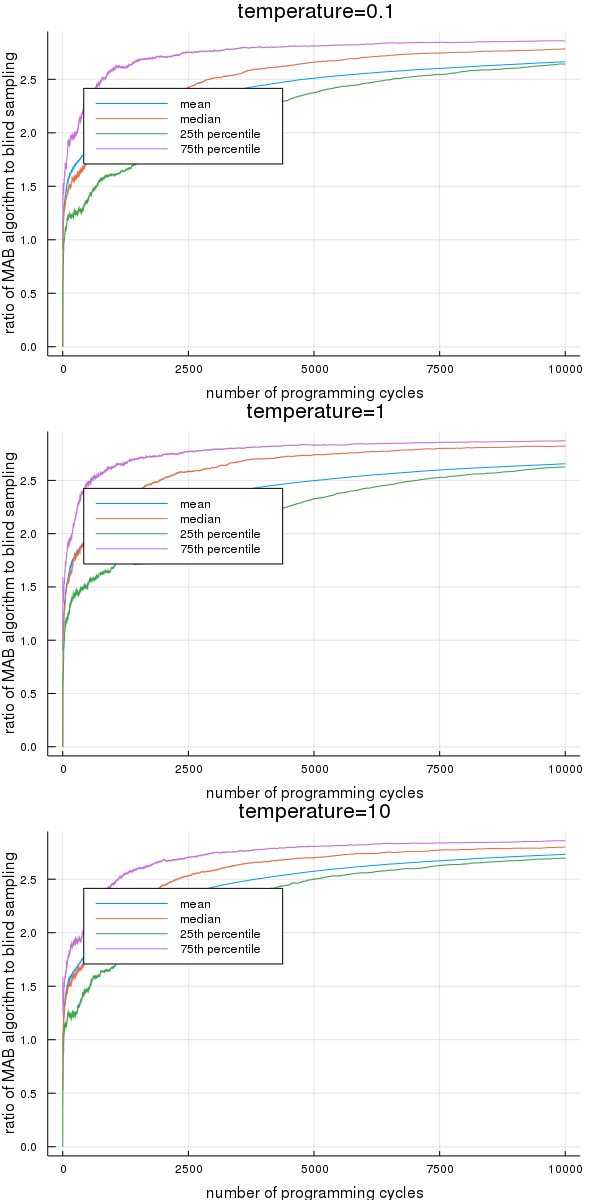 temperature=0.1
ratio of MAB algorithm to blind sampling
2.5
2.0
1.5
1.0
0.5
0.0
mean
median
25th percentile
75th percentile
0 2500 5000 7500 10000
number of programming cycles
temperature=1
ratio of MAB algorithm to blind sampling
2.5
2.0
1.5
1.0
0.5
0.0
mean
median
25th percentile
75th percentile
0 2500 5000 7500 10000
number of programming cycles
temperature=10
ratio of MAB algorithm to blind sampling
2.5
2.0
1.5
1.0
0.5
0.0
mean
median
25th percentile
75th percentile
0 2500 5000 7500 10000
number of programming cycles